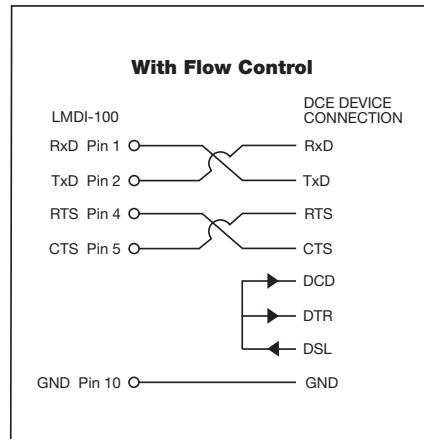 With Flow Control
LMDI-100
DCE DEVICE
CONNECTION
RxD Pin 1 RxD
TxD Pin 2 TxD
RTS Pin 4 RTS
CTS Pin 5 CTS
DCD
DTR
DSL
GND Pin 10 GND